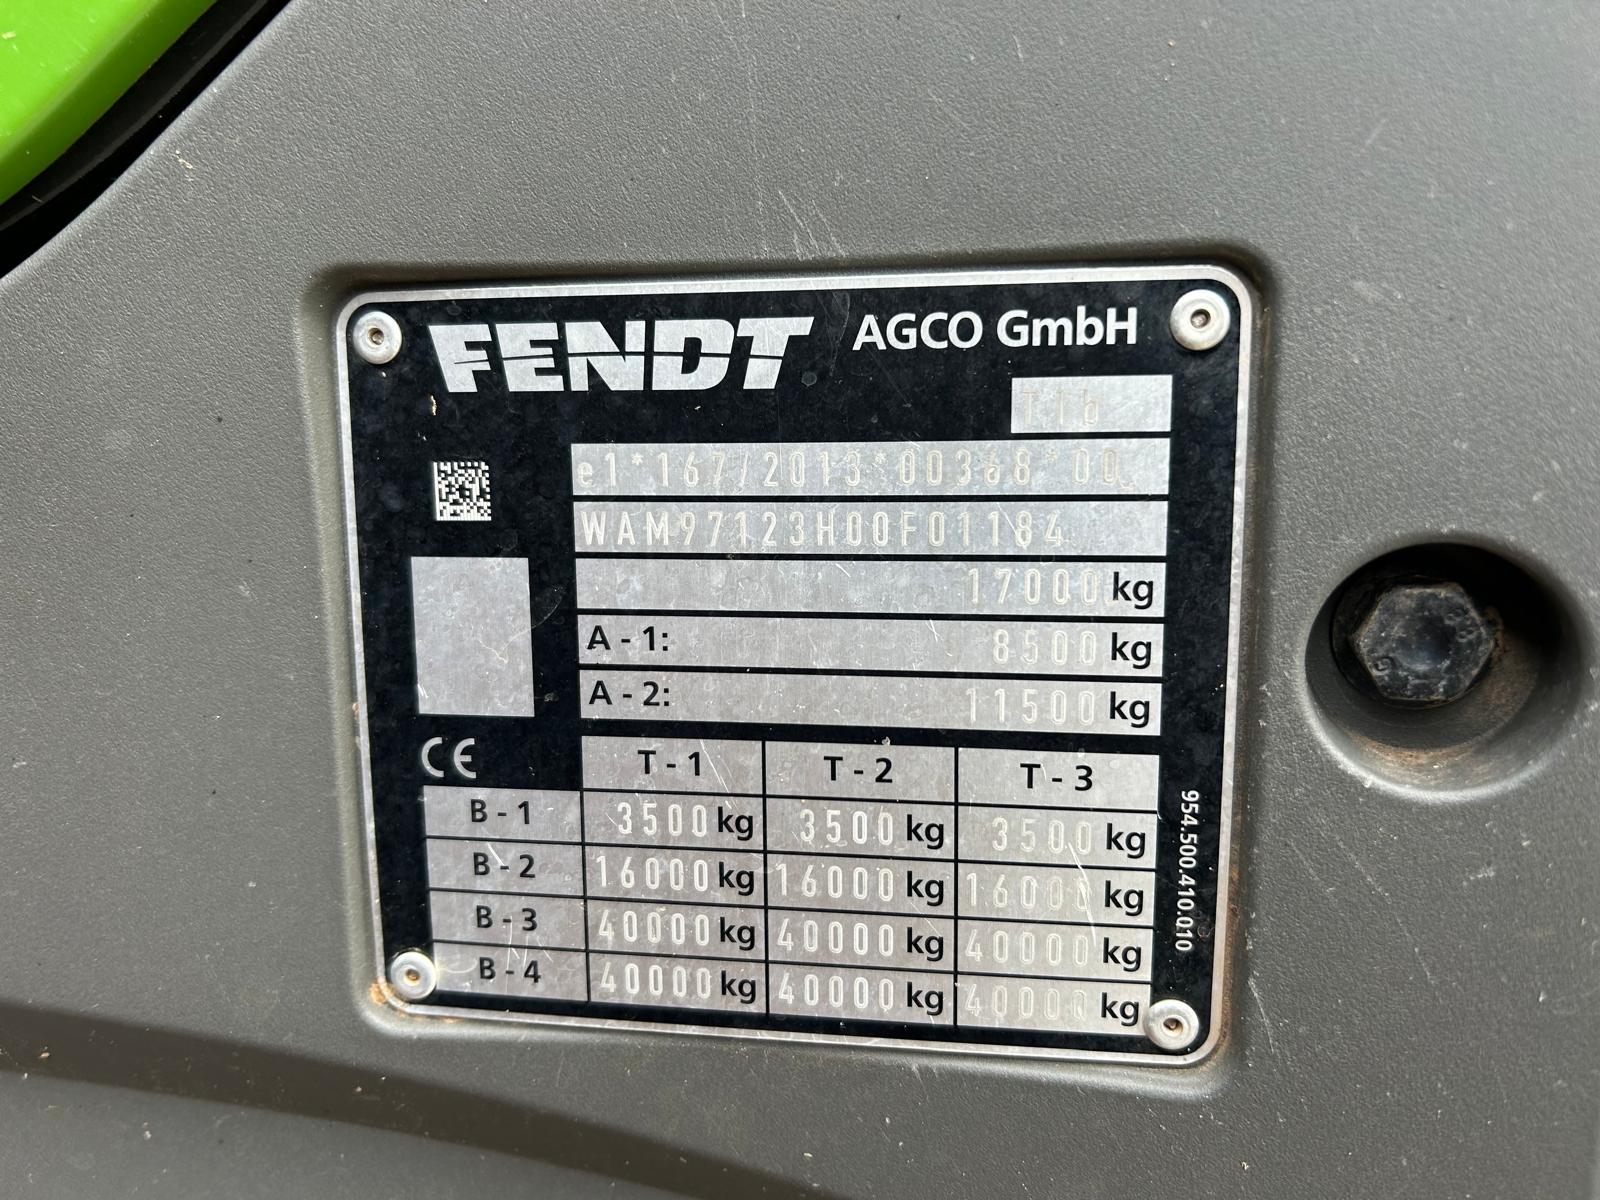 FENDT AGCO GmbH
T1b
e1*167/2013*00368*00
WAM97123H00F01184
17000 kg
A - 1: 8500 kg
A - 2: 11500 kg
CE
T - 1 T - 2 T - 3
B - 1 3500 kg 3500 kg 3500 kg
B - 2 16000 kg 16000 kg 16000 kg
B - 3 40000 kg 40000 kg 40000 kg
B - 4 40000 kg 40000 kg 40000 kg
954.500.410.010